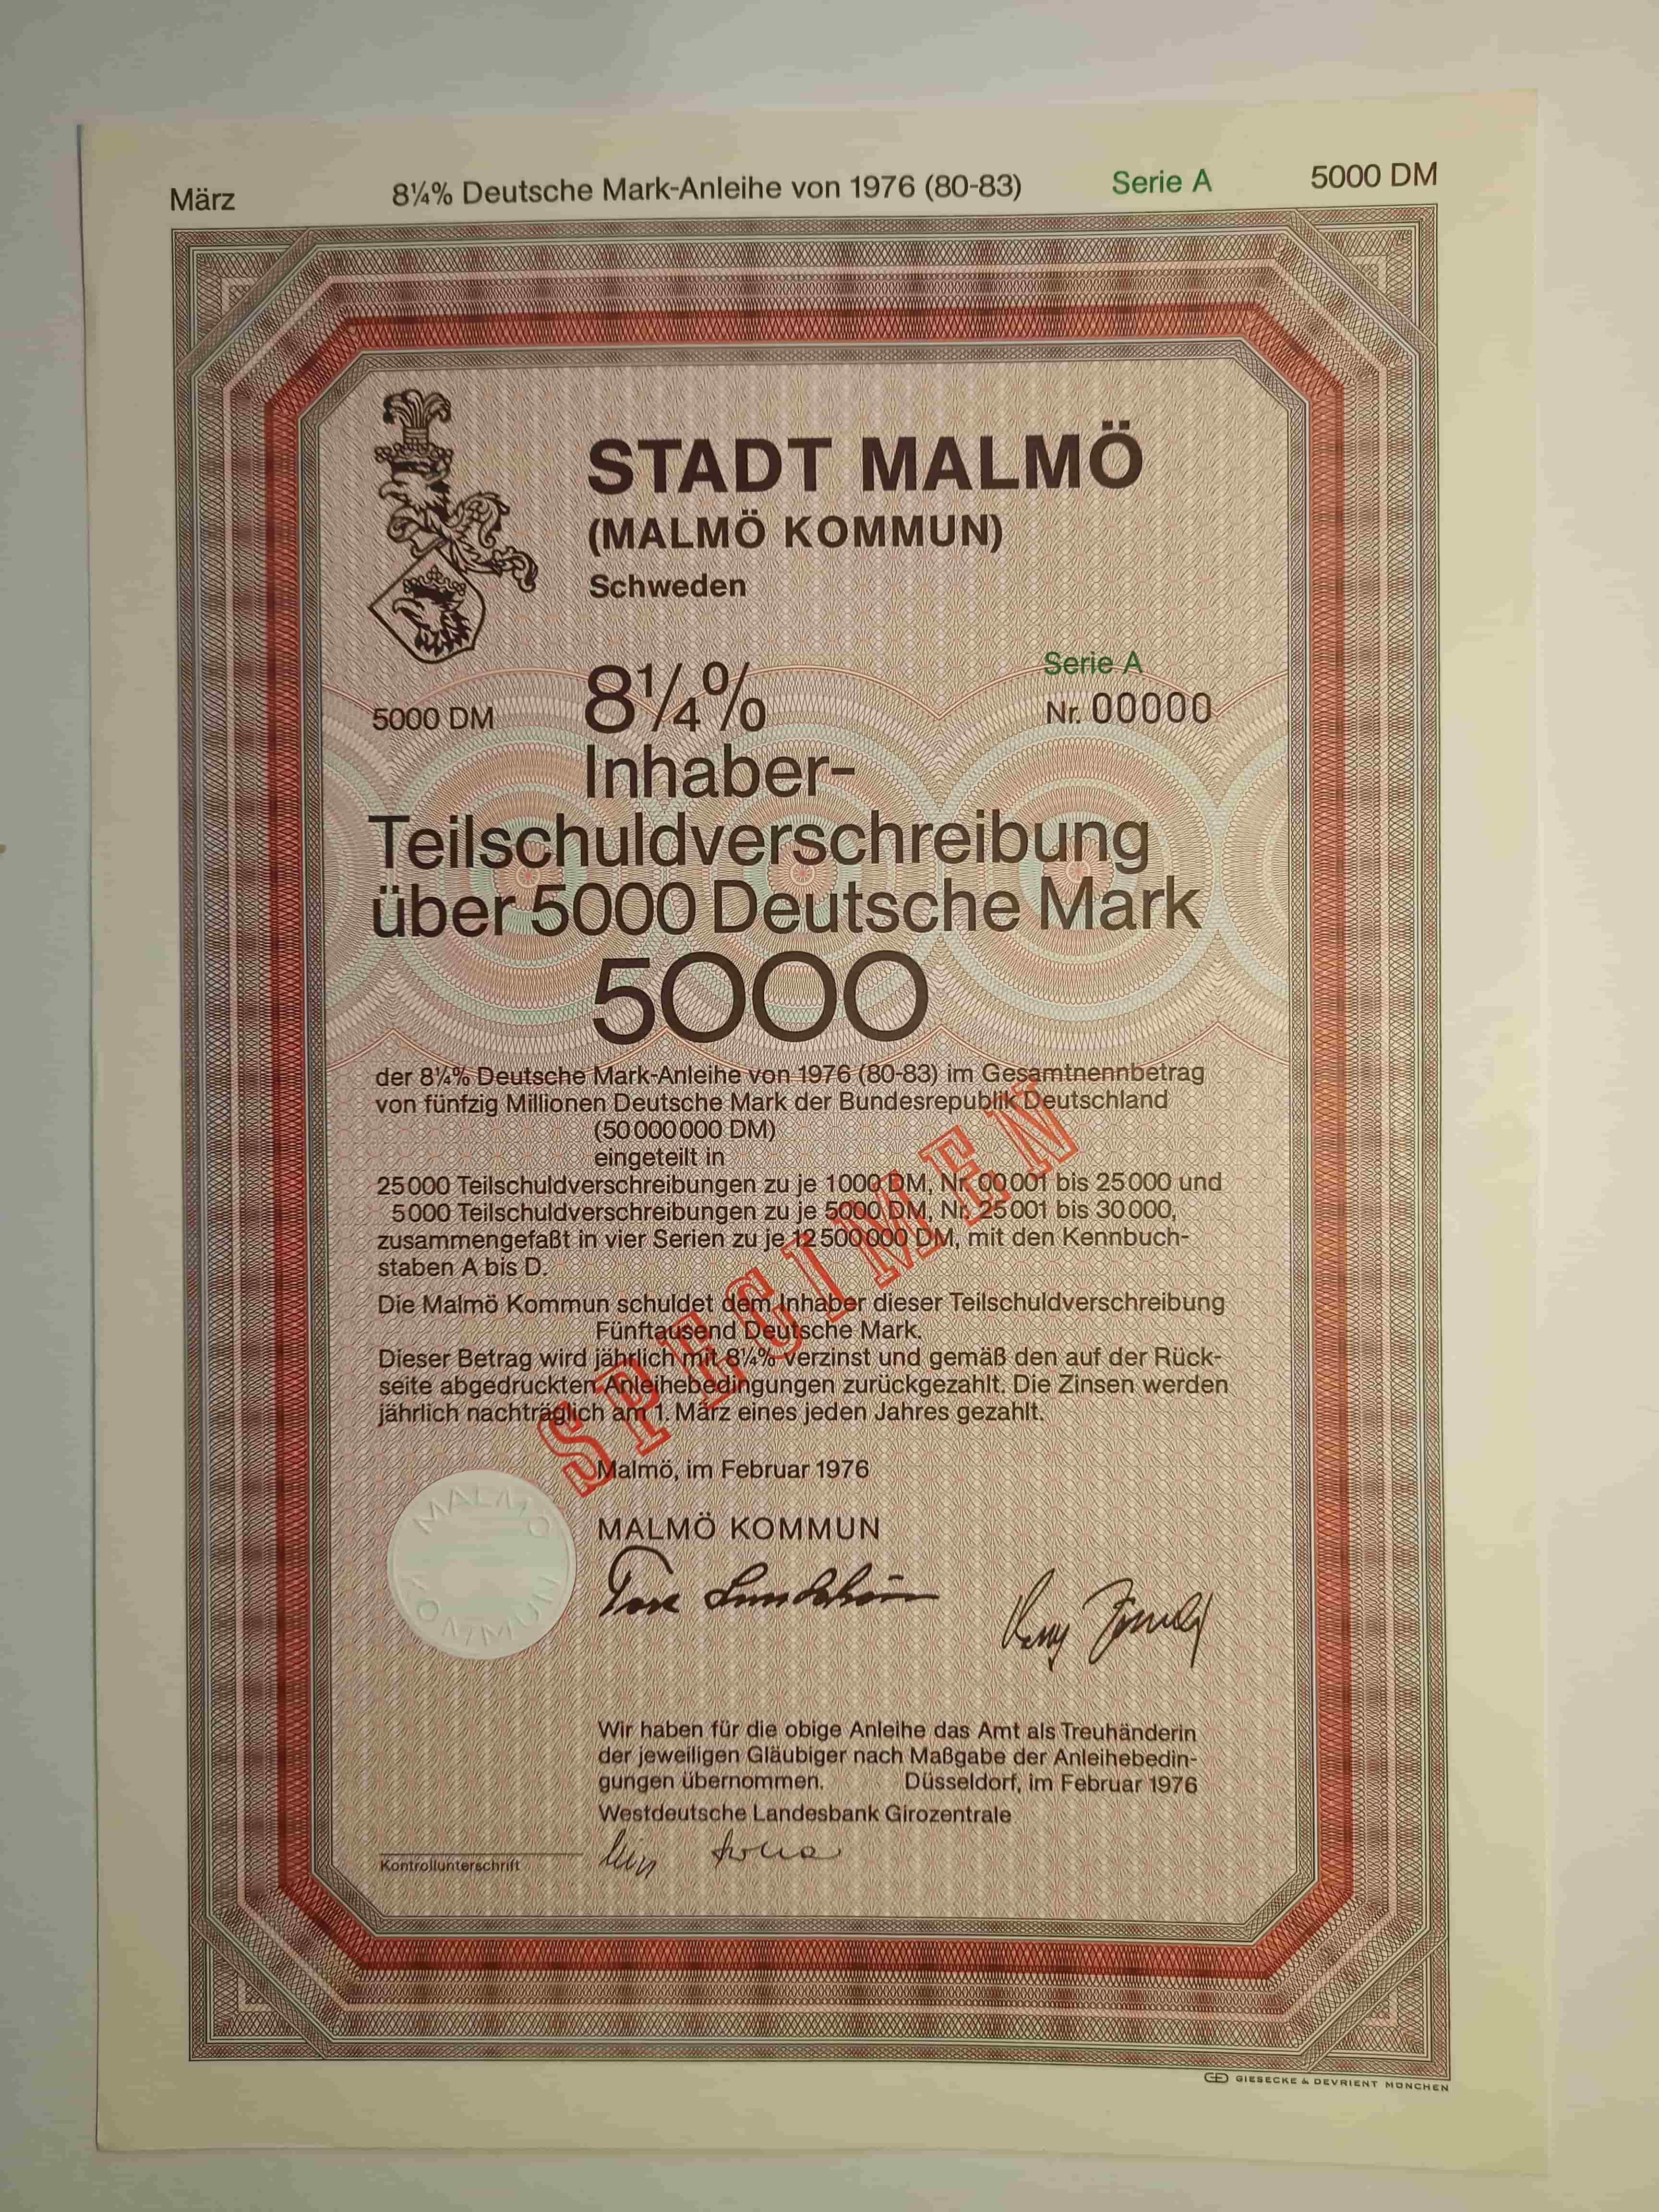 März 8¼% Deutsche Mark-Anleihe von 1976 (80-83) Serie A 5000 DM
STADT MALMÖ
(MALMÖ KOMMUN)
Schweden
Serie A
5000 DM 8¼% Nr. 00000
Inhaber-
Teilschuldverschreibung
über 5000 Deutsche Mark
5000
der 8¼% Deutsche Mark-Anleihe von 1976 (80-83) im Gesamtnennbetrag
von fünfzig Millionen Deutsche Mark der Bundesrepublik Deutschland
(50 000 000 DM)
eingeteilt in
25 000 Teilschuldverschreibungen zu je 1000 DM, Nr. 00 001 bis 25 000 und
5 000 Teilschuldverschreibungen zu je 5000 DM, Nr. 25 001 bis 30 000,
zusammengefaßt in vier Serien zu je 12 500 000 DM, mit den Kennbuch-
staben A bis D.
Die Malmö Kommun schuldet dem Inhaber dieser Teilschuldverschreibung
Fünftausend Deutsche Mark.
Dieser Betrag wird jährlich mit 8¼% verzinst und gemäß den auf der Rück-
seite abgedruckten Anleihebedingungen zurückgezahlt. Die Zinsen werden
jährlich nachträglich am 1. März eines jeden Jahres gezahlt.
SPECIMEN
Malmö, im Februar 1976
MALMÖ KOMMUN
MALMÖ KOMMUN
Wir haben für die obige Anleihe das Amt als Treuhänderin
der jeweiligen Gläubiger nach Maßgabe der Anleihebedin-
gungen übernommen. Düsseldorf, im Februar 1976
Westdeutsche Landesbank Girozentrale
Kontrollunterschrift
GD GIESECKE & DEVRIENT MÜNCHEN